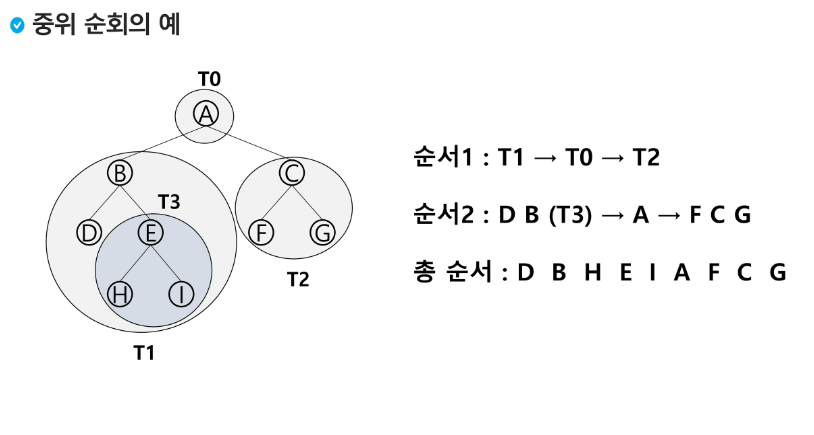 중위 순회의 예
T0
A
B
C
T3
D
E
F
G
T2
H
I
T1
순서1 : T1 → T0 → T2
순서2 : D B (T3) → A → F C G
총 순서 : D B H E I A F C G